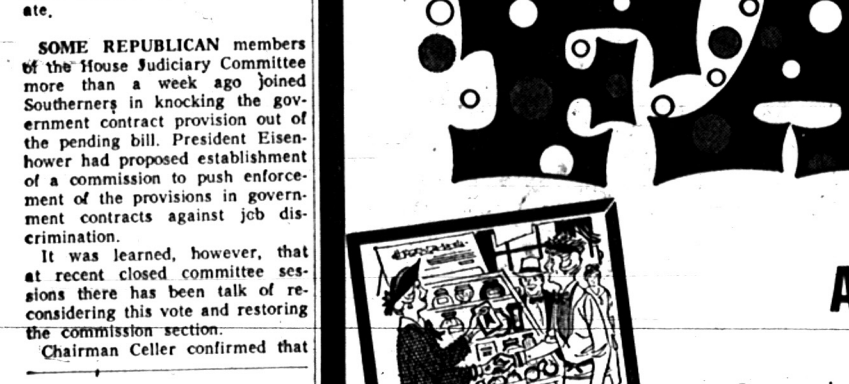 ate.
SOME REPUBLICAN members
of the House Judiciary Committee
more than a week ago joined
Southerners in knocking the gov-
ernment contract provision out of
the pending bill. President Eisen-
hower had proposed establishment
of a commission to push enforce-
ment of the provisions in govern-
ment contracts against jcb dis-
crimination.
It was learned, however, that
at recent closed committee ses-
sions there has been talk of re-
considering this vote and restoring
the commission section.
Chairman Celler confirmed that
A